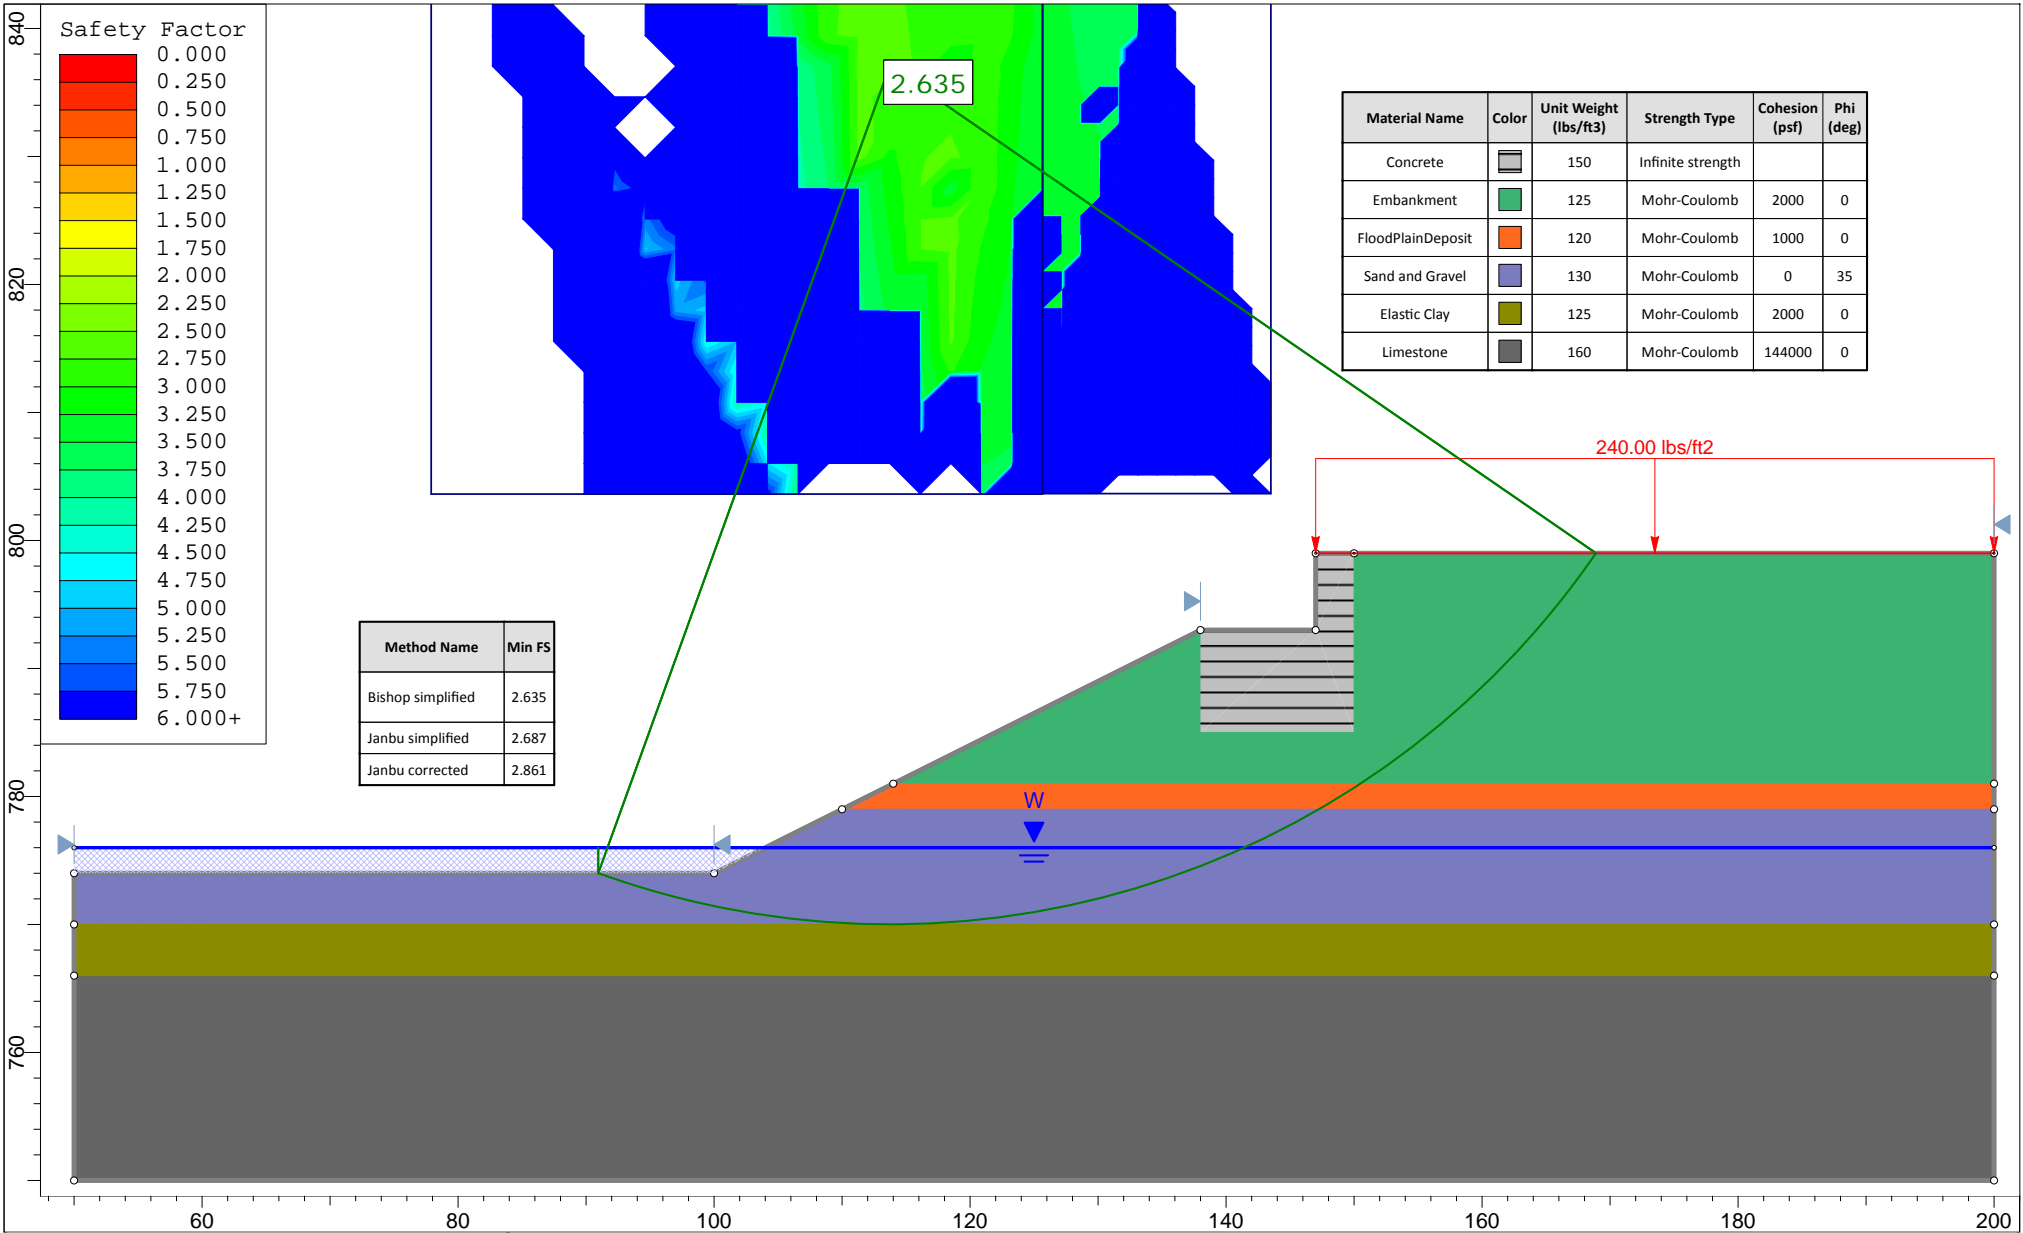 Safety Factor
0.000
0.250
0.500
0.750
1.000
1.250
1.500
1.750
2.000
2.250
2.500
2.750
3.000
3.250
3.500
3.750
4.000
4.250
4.500
4.750
5.000
5.250
5.500
5.750
6.000+
2.635
Material Name Color Unit Weight (lbs/ft3) Strength Type Cohesion (psf) Phi (deg)
Concrete 150 Infinite strength
Embankment 125 Mohr-Coulomb 2000 0
FloodPlainDeposit 120 Mohr-Coulomb 1000 0
Sand and Gravel 130 Mohr-Coulomb 0 35
Elastic Clay 125 Mohr-Coulomb 2000 0
Limestone 160 Mohr-Coulomb 144000 0
240.00 lbs/ft2
Method Name Min FS
Bishop simplified 2.635
Janbu simplified 2.687
Janbu corrected 2.861
W
840
820
800
780
760
60 80 100 120 140 160 180 200